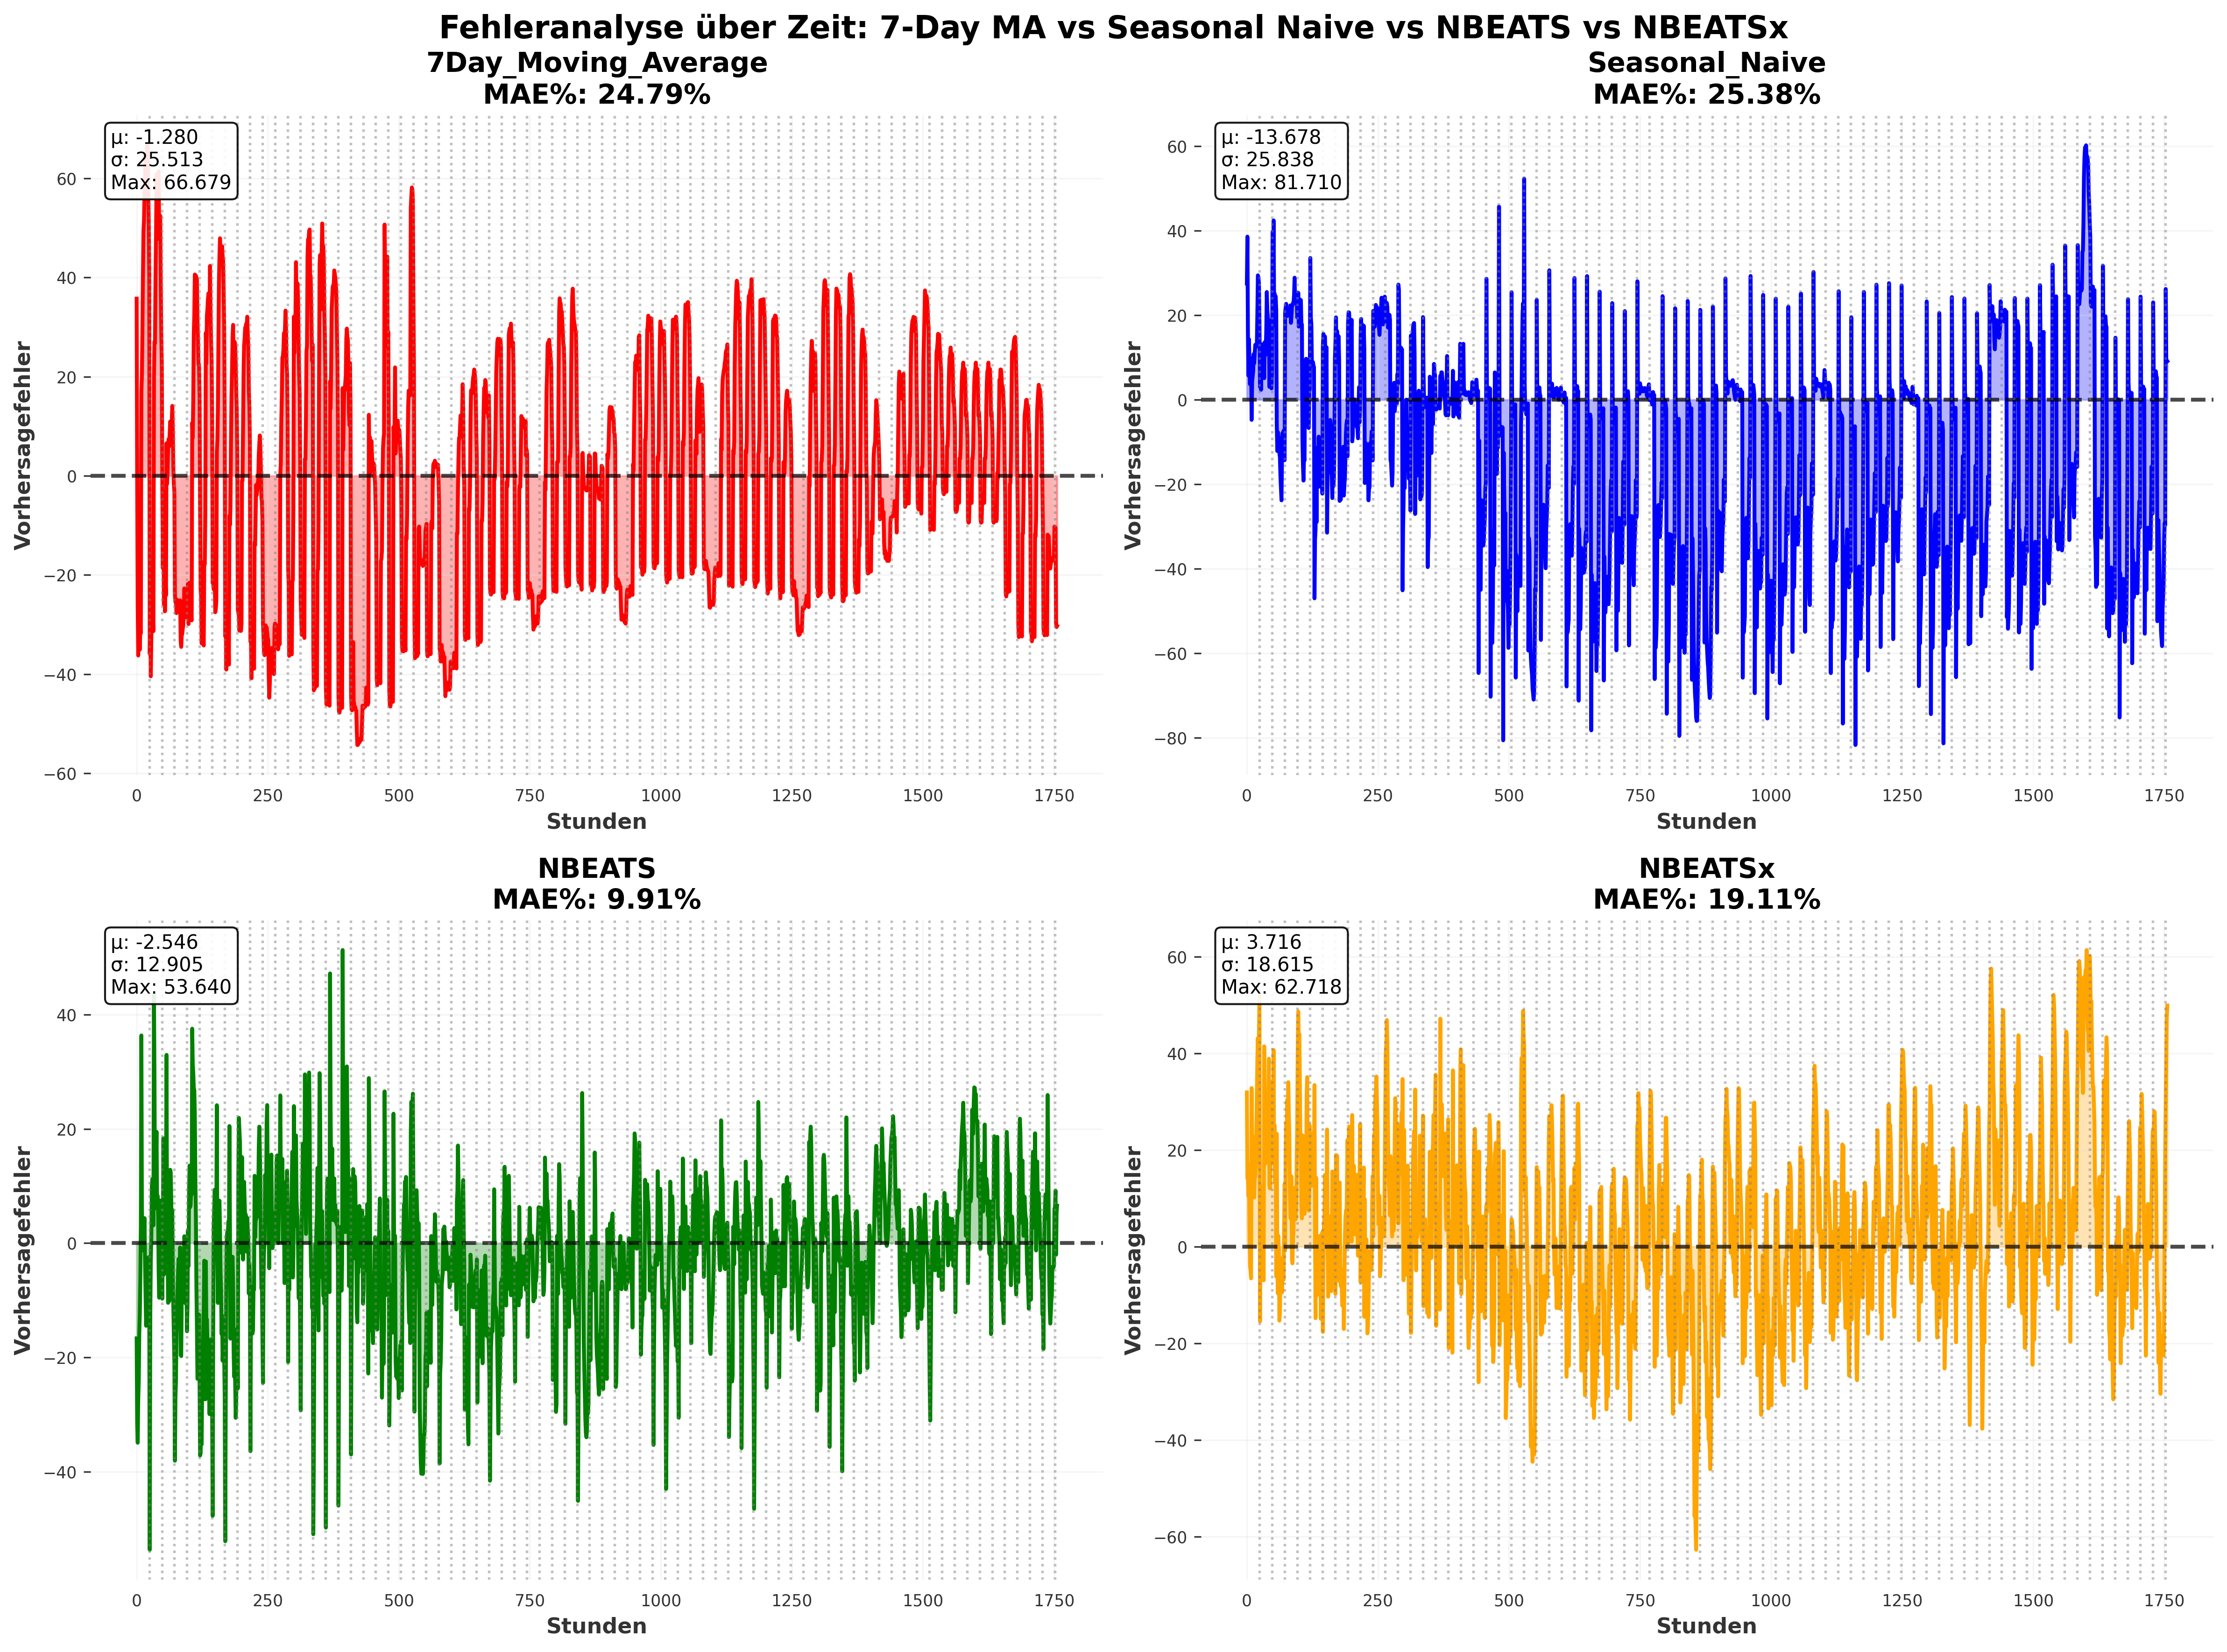 Fehleranalyse über Zeit: 7-Day MA vs Seasonal Naive vs NBEATS vs NBEATSx
7Day_Moving_Average
MAE%: 24.79%
μ: -1.280
σ: 25.513
Max: 66.679
Vorhersagefehler
60
40
20
0
−20
−40
−60
0 250 500 750 1000 1250 1500 1750
Stunden
Seasonal_Naive
MAE%: 25.38%
μ: -13.678
σ: 25.838
Max: 81.710
Vorhersagefehler
60
40
20
0
−20
−40
−60
−80
0 250 500 750 1000 1250 1500 1750
Stunden
NBEATS
MAE%: 9.91%
μ: -2.546
σ: 12.905
Max: 53.640
Vorhersagefehler
40
20
0
−20
−40
0 250 500 750 1000 1250 1500 1750
Stunden
NBEATSx
MAE%: 19.11%
μ: 3.716
σ: 18.615
Max: 62.718
Vorhersagefehler
60
40
20
0
−20
−40
−60
0 250 500 750 1000 1250 1500 1750
Stunden